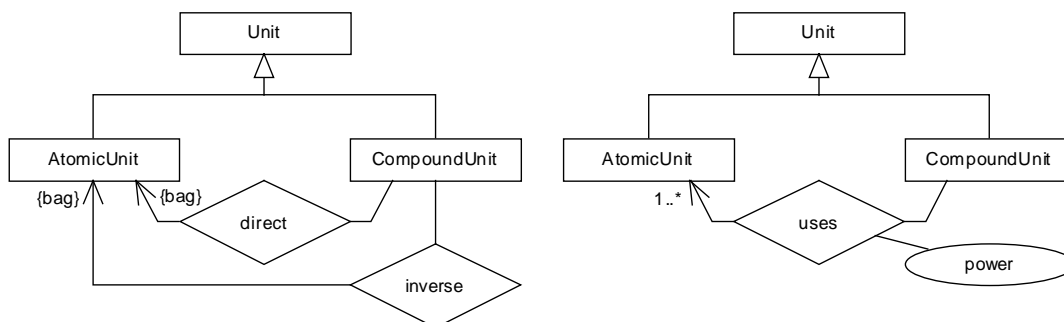 Unit
Unit
AtomicUnit
CompoundUnit
AtomicUnit
CompoundUnit
{bag}
{bag}
1..*
direct
uses
inverse
power